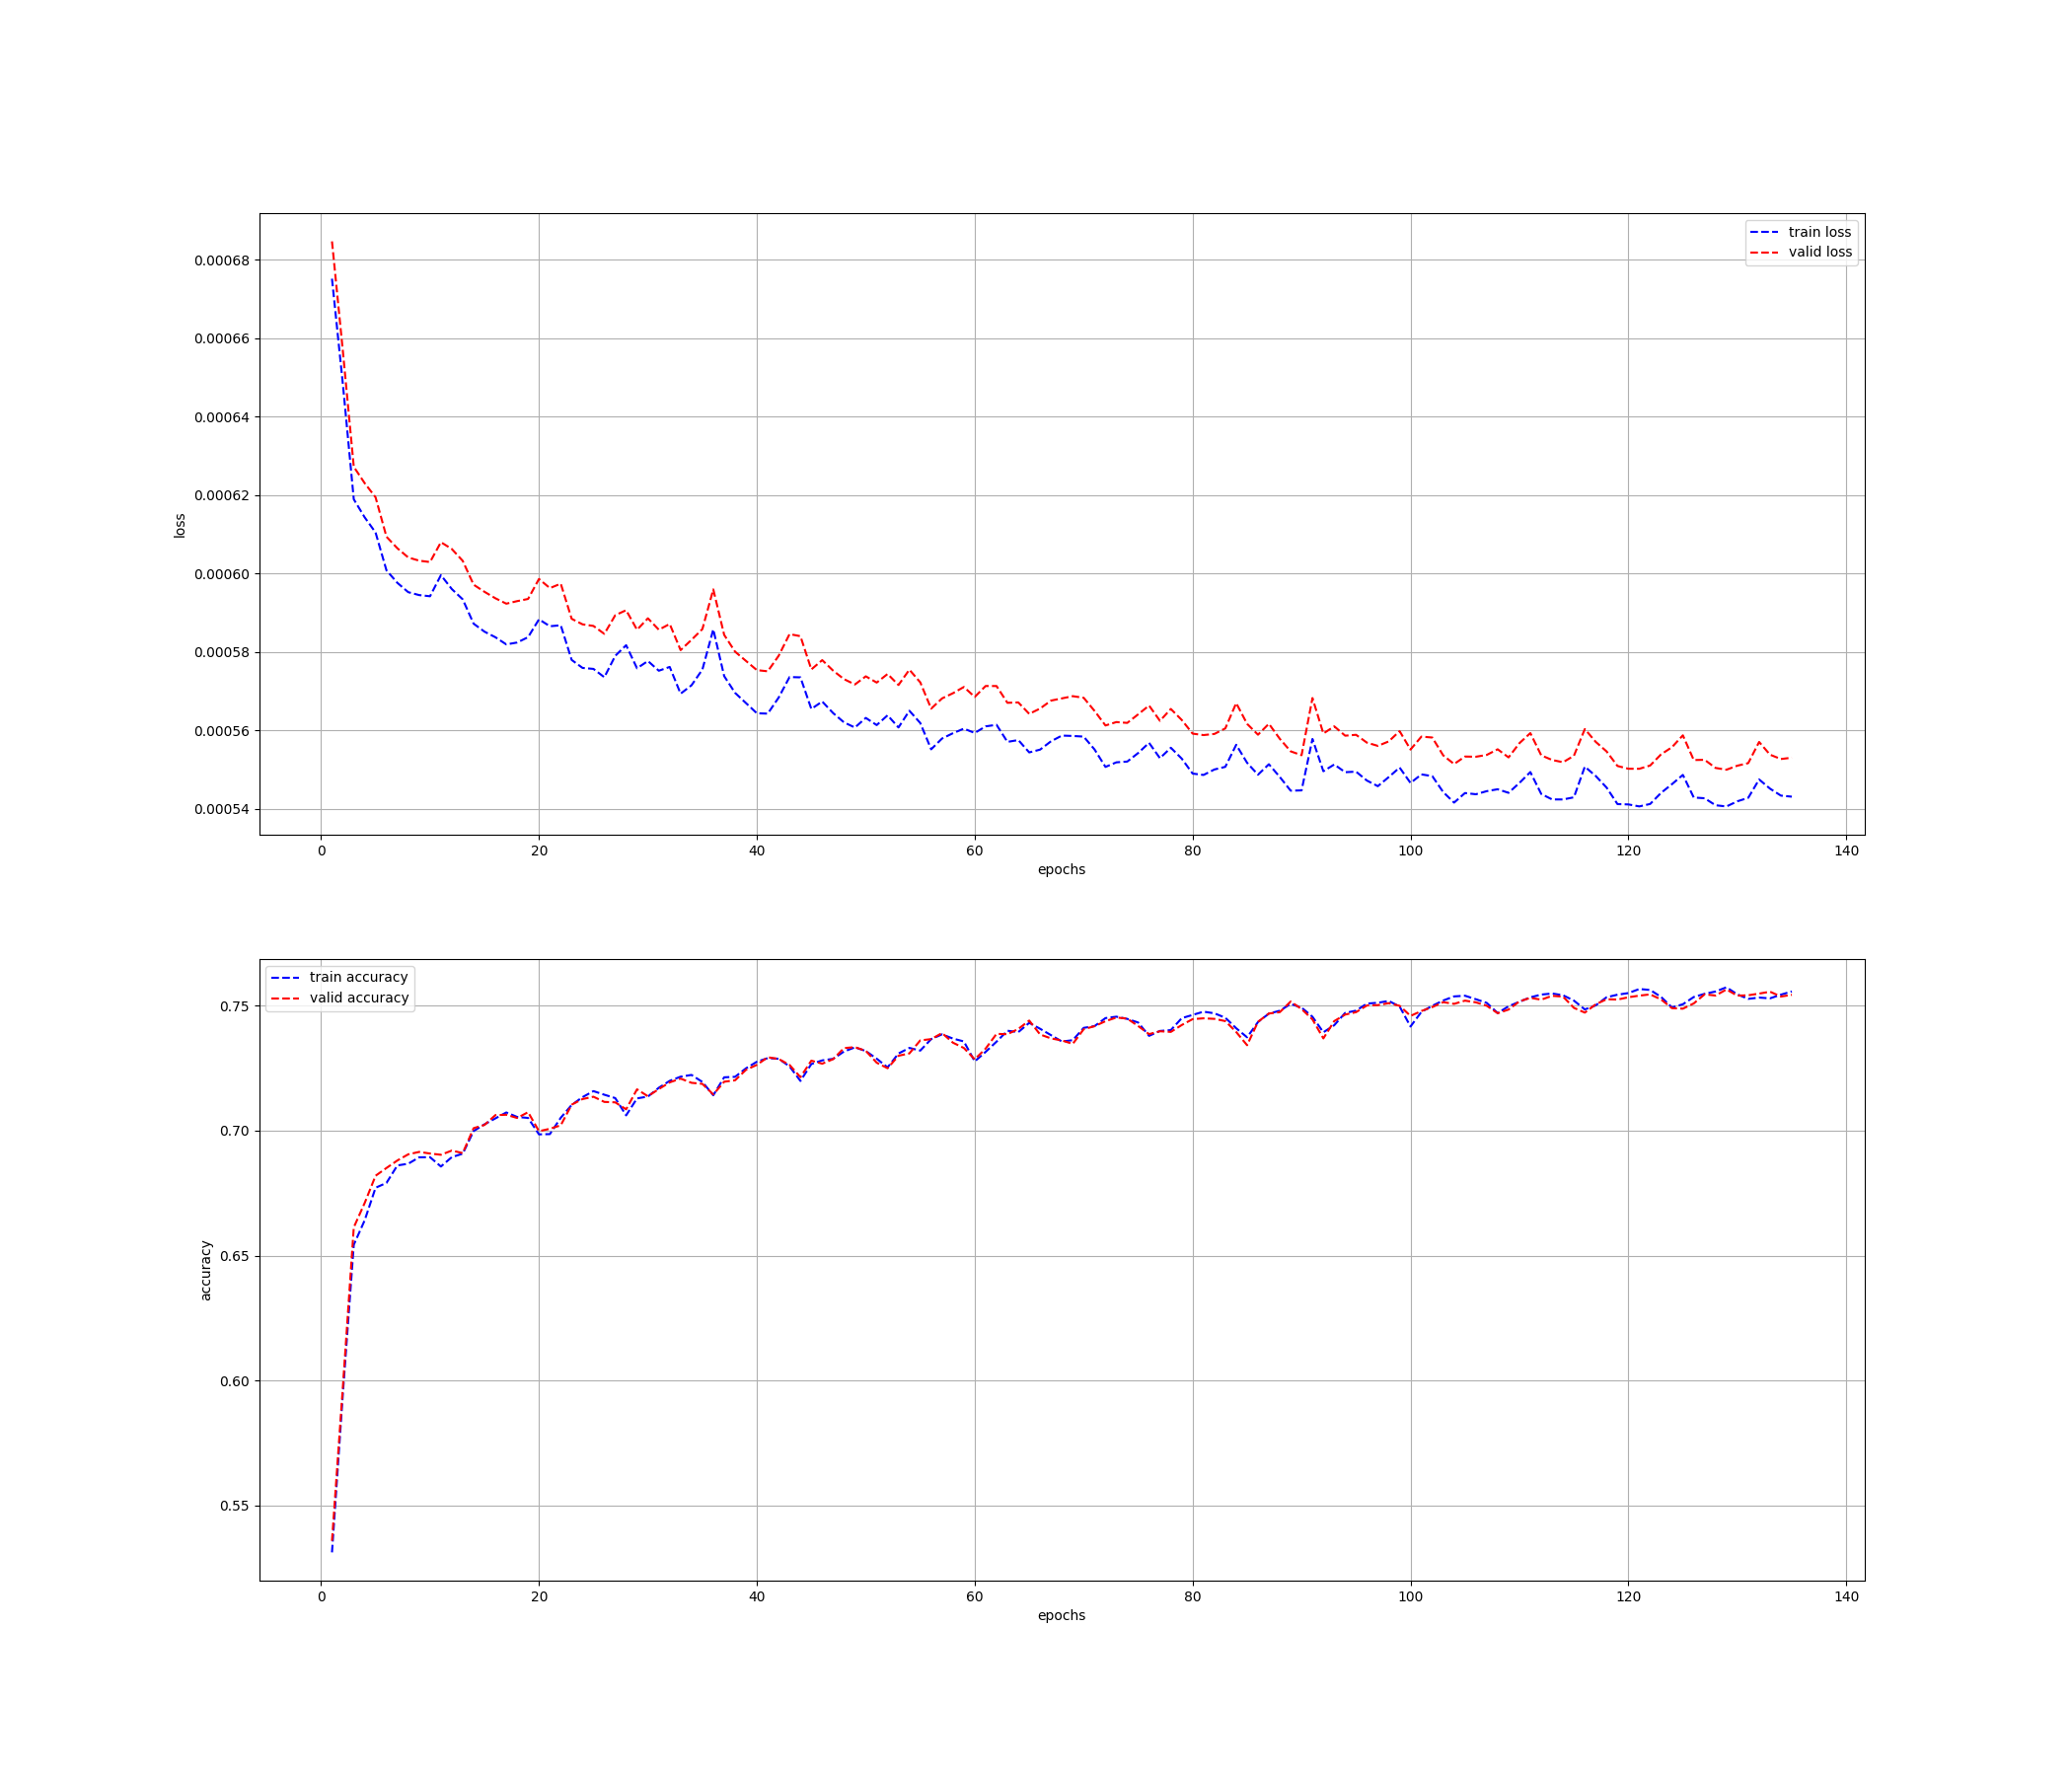 train loss
valid loss
0.00068
0.00066
0.00064
0.00062
0.00060
0.00058
0.00056
0.00054
loss
0 20 40 60 80 100 120 140
epochs
train accuracy
valid accuracy
0.75
0.70
0.65
0.60
0.55
accuracy
0 20 40 60 80 100 120 140
epochs